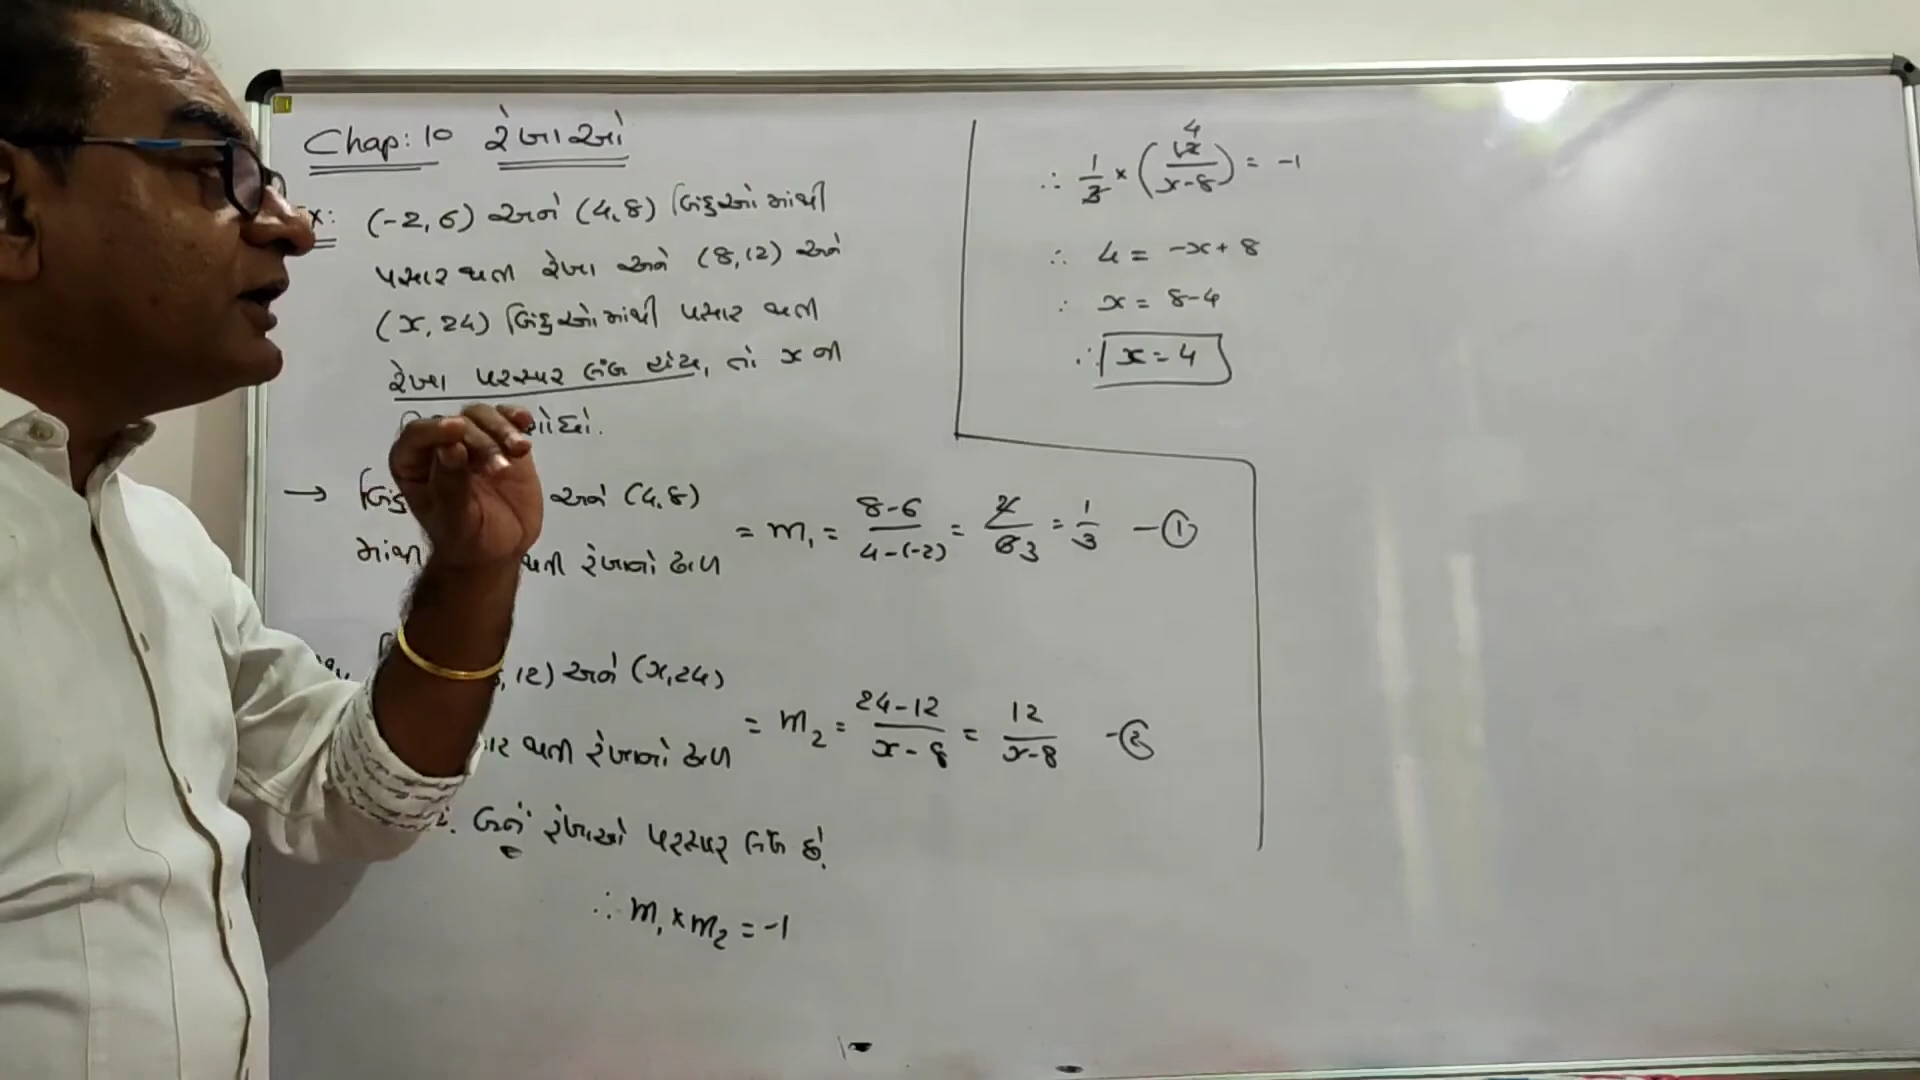 Chap: 10 રેખાઓ
Ex: (-2, 6) અને (4, 8) બિંદુઓમાંથી
પસાર થતી રેખા અને (8, 12) અને
(x, 24) બિંદુઓમાંથી પસાર થતી
રેખા પરસ્પર લંબ હોય, તો x ની
શોધો.
→ અને (4, 8)
થતી રેખાનો ઢાળ = m₁ = 8-6 / 4-(-2) = 2 / 6 3 = 1/3 — ①
, 12) અને (x, 24)
થતી રેખાનો ઢાળ = m₂ = 24-12 / x-8 = 12 / x-8 -②
બંને રેખાઓ પરસ્પર લંબ છે.
∴ m₁ × m₂ = -1
∴ 1/3 × (12 4 / x-8) = -1
∴ 4 = -x + 8
∴ x = 8-4
∴ x = 4